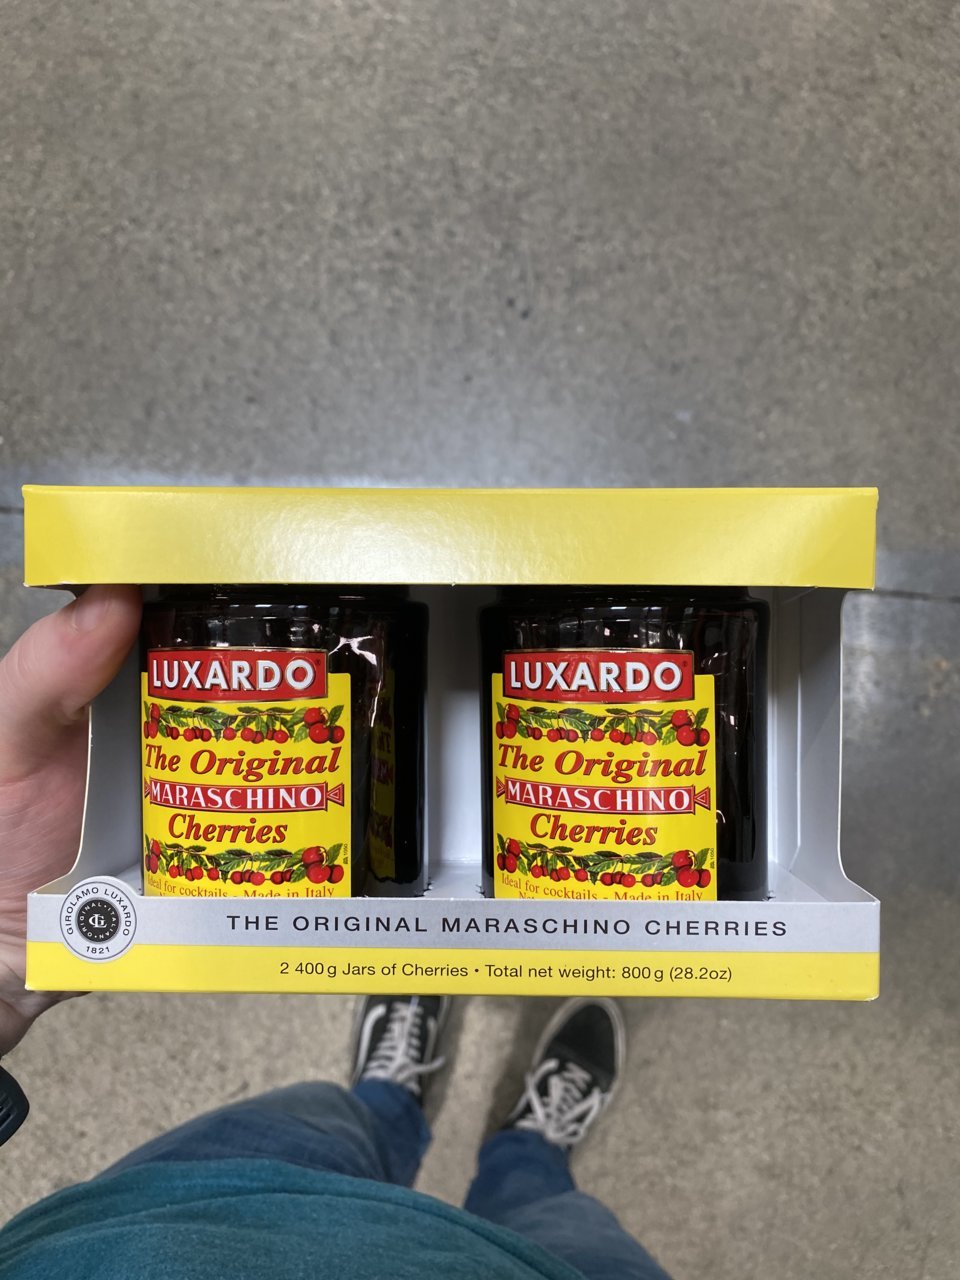 LUXARDO
The Original
MARASCHINO
Cherries
Ideal for cocktails - Made in Italy
LUXARDO
The Original
MARASCHINO
Cherries
Ideal for cocktails - Made in Italy
GIROLAMO LUXARDO
ORIGINAL
1821
THE ORIGINAL MARASCHINO CHERRIES
2 400g Jars of Cherries • Total net weight: 800g (28.2oz)